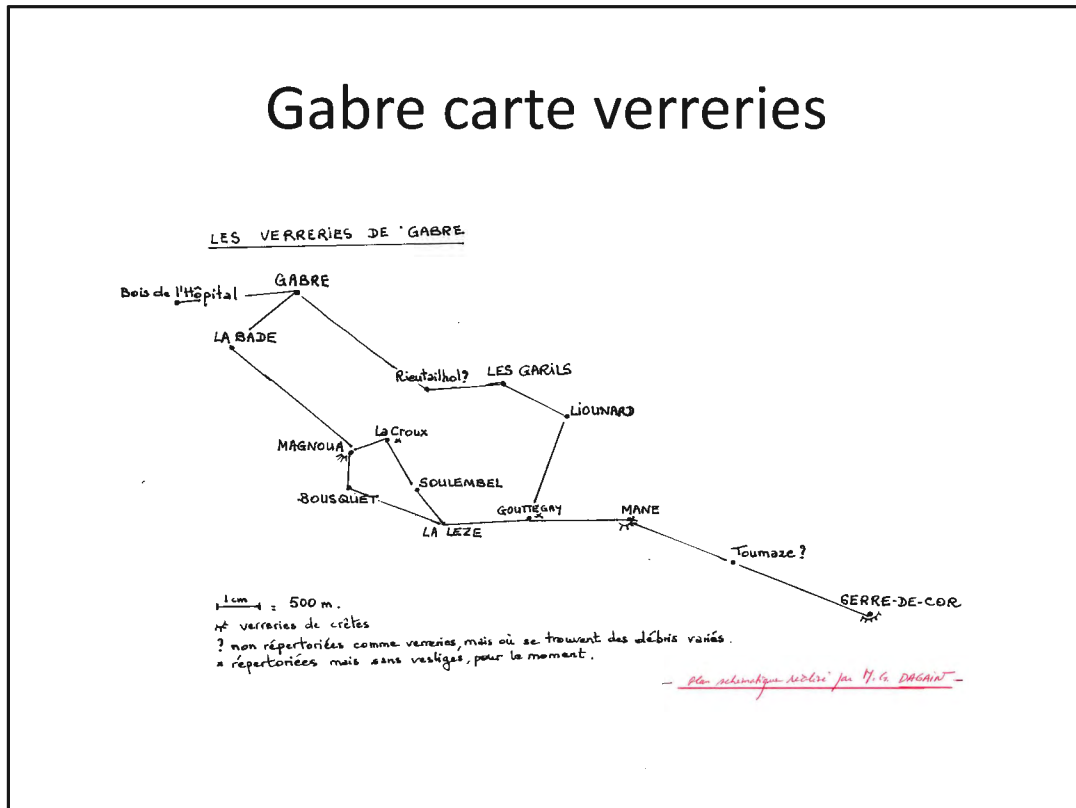 Gabre carte verreries
LES VERRERIES DE GABRE
GABRE
Bois de l'Hôpital
LA BADE
Rieutailhol?
LES GARILS
LIOUNARD
La Croux
MAGNOUA
SOULEMBEL
BOUSQUET
GOUTTEGAY
MANE
LA LEZE
Toumaze ?
SERRE-DE-COR
1 cm = 500 m.
verreries de crêtes
? non répertoriées comme verreries, mais où se trouvent des débris variés.
* répertoriées mais sans vestiges, pour le moment.
- Plan schématique réalisé par M. G. DAGAIN -